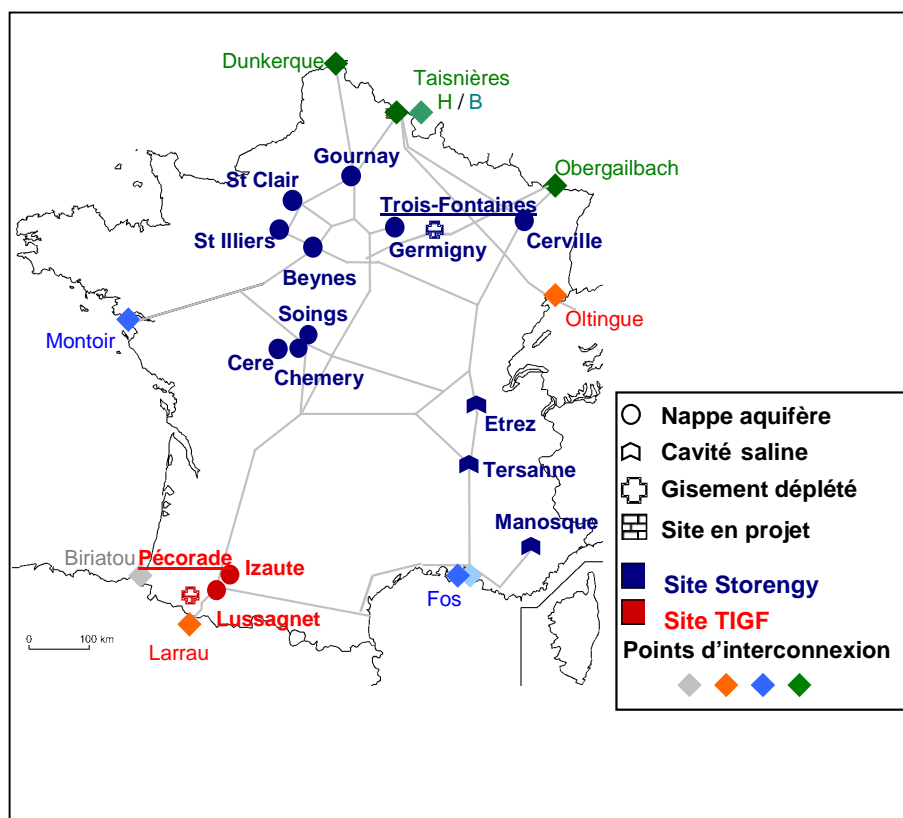 Dunkerque
Taisnières
H / B
Gournay
Obergailbach
St Clair
Trois-Fontaines
St Illiers
Germigny
Cerville
Beynes
Oltingue
Soings
Montoir
Cere
Chemery
Etrez
Tersanne
Manosque
Biriatou
Pécorade
Izaute
Fos
Lussagnet
Larrau
0
100 km
Nappe aquifère
Cavité saline
Gisement déplété
Site en projet
Site Storengy
Site TIGF
Points d'interconnexion